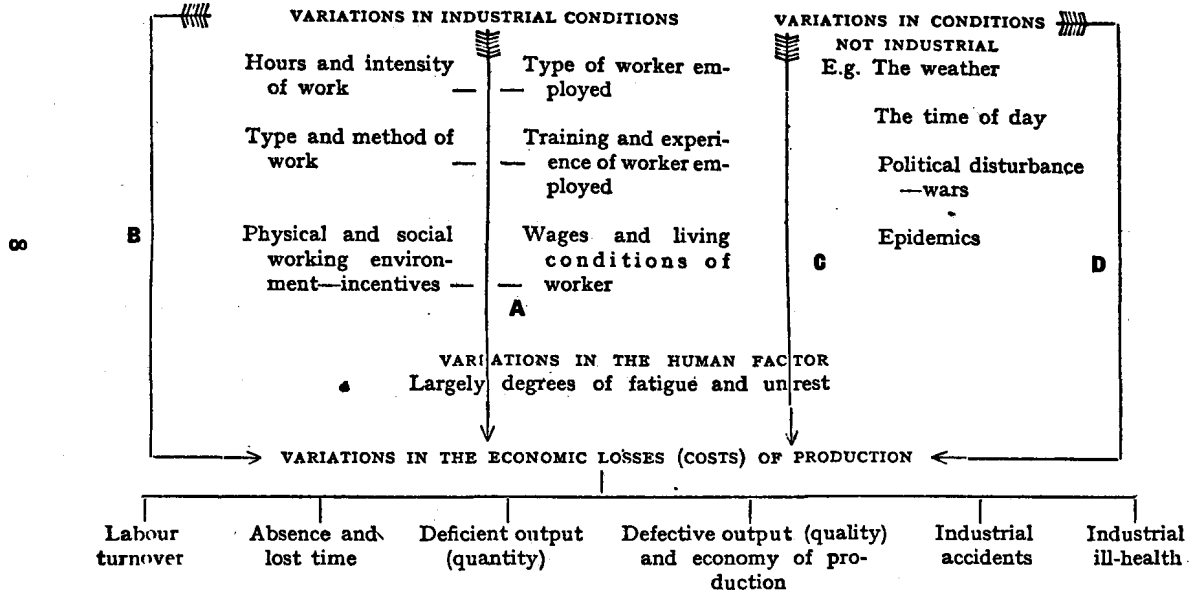 VARIATIONS IN INDUSTRIAL CONDITIONS
VARIATIONS IN CONDITIONS
NOT INDUSTRIAL
Hours and intensity
of work
Type of worker em-
ployed
E.g. The weather
The time of day
Type and method of
work
Training and experi-
ence of worker em-
ployed
Political disturbance
—wars
8
B
Physical and social
working environ-
ment—incentives
Wages and living
conditions of
worker
Epidemics
C
D
A
VARIATIONS IN THE HUMAN FACTOR
Largely degrees of fatigue and unrest
VARIATIONS IN THE ECONOMIC LOSSES (COSTS) OF PRODUCTION
Labour
turnover
Absence and
lost time
Deficient output
(quantity)
Defective output (quality)
and economy of pro-
duction
Industrial
accidents
Industrial
ill-health